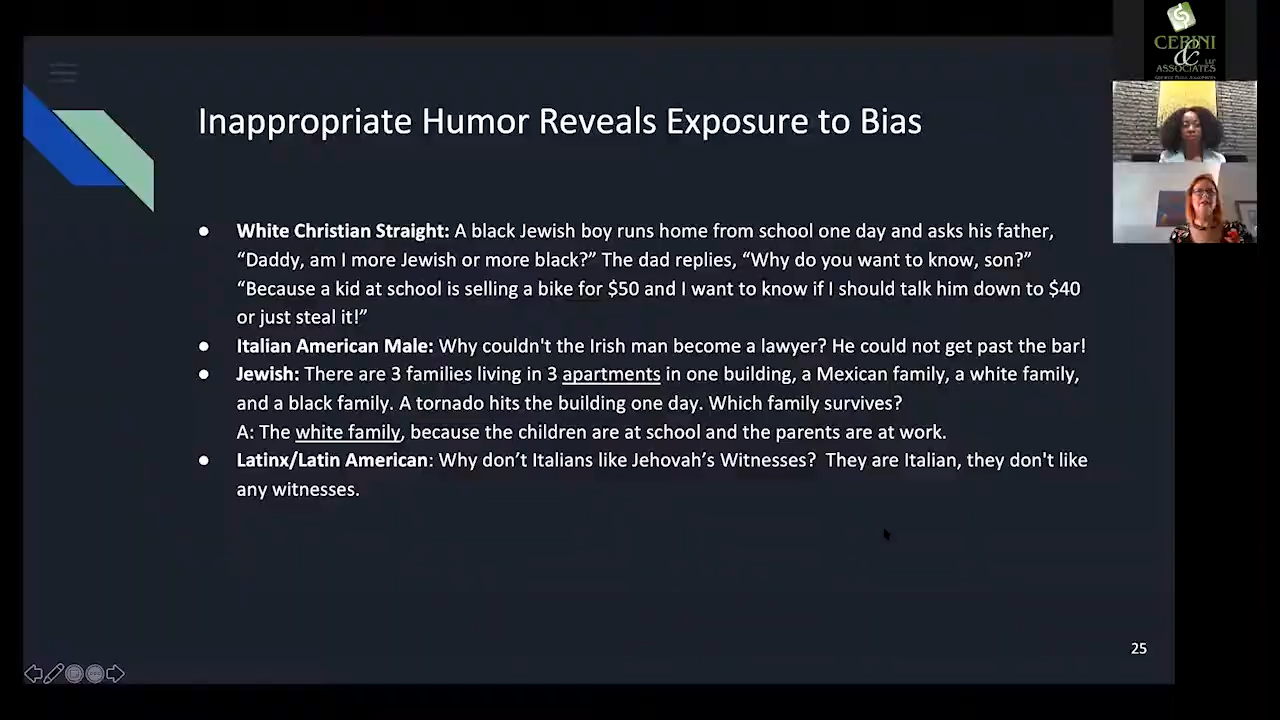 CERINI
&
LLP
ASSOCIATES
Inappropriate Humor Reveals Exposure to Bias
● White Christian Straight: A black Jewish boy runs home from school one day and asks his father,
“Daddy, am I more Jewish or more black?” The dad replies, “Why do you want to know, son?”
“Because a kid at school is selling a bike for $50 and I want to know if I should talk him down to $40
or just steal it!”
● Italian American Male: Why couldn't the Irish man become a lawyer? He could not get past the bar!
● Jewish: There are 3 families living in 3 apartments in one building, a Mexican family, a white family,
and a black family. A tornado hits the building one day. Which family survives?
A: The white family, because the children are at school and the parents are at work.
● Latinx/Latin American: Why don’t Italians like Jehovah’s Witnesses?  They are Italian, they don't like
any witnesses.
25